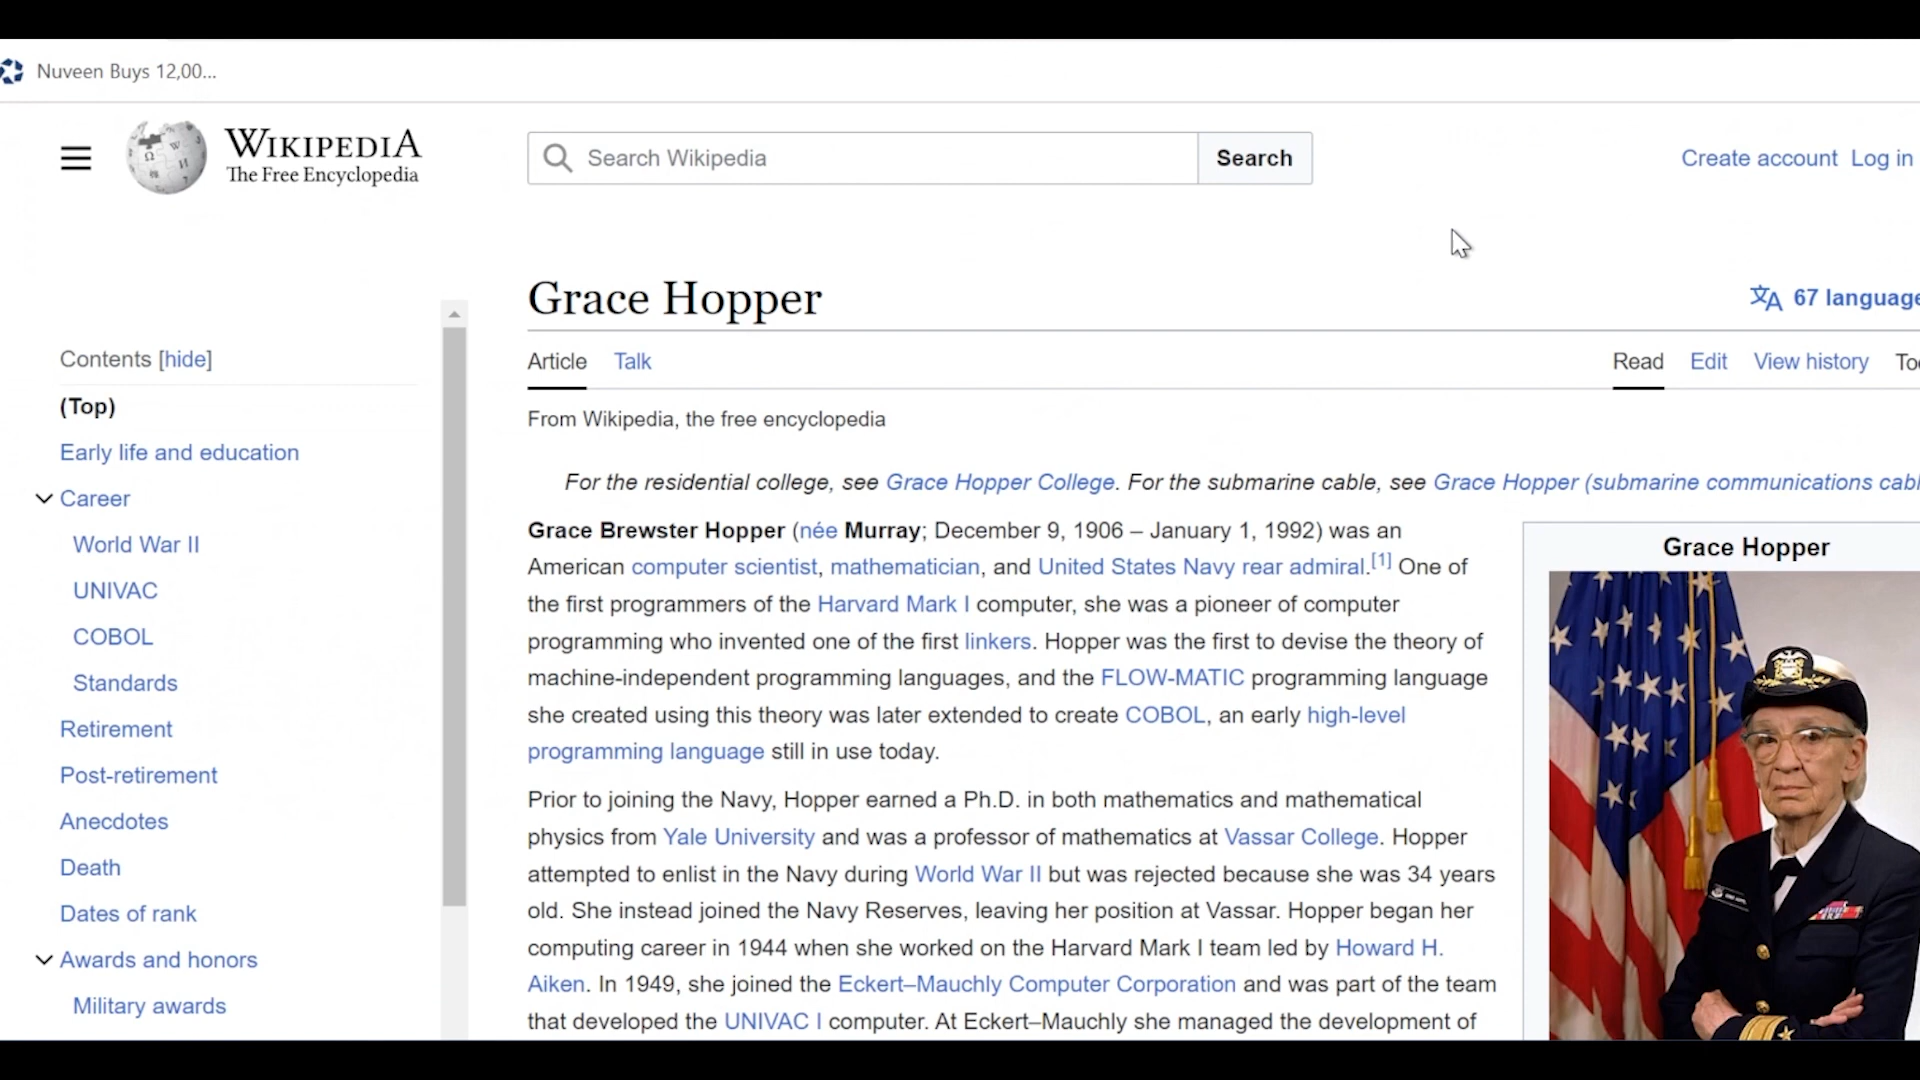 Nuveen Buys 12,00...
WIKIPEDIA
The Free Encyclopedia
Search Wikipedia
Search
Create account Log in
Grace Hopper
67 language
Article Talk
Read Edit View history Too
From Wikipedia, the free encyclopedia
For the residential college, see Grace Hopper College. For the submarine cable, see Grace Hopper (submarine communications cabl
Contents [hide]
(Top)
Early life and education
Career
World War II
UNIVAC
COBOL
Standards
Retirement
Post-retirement
Anecdotes
Death
Dates of rank
Awards and honors
Military awards
Grace Brewster Hopper (née Murray; December 9, 1906 – January 1, 1992) was an
American computer scientist, mathematician, and United States Navy rear admiral.[1] One of
the first programmers of the Harvard Mark I computer, she was a pioneer of computer
programming who invented one of the first linkers. Hopper was the first to devise the theory of
machine-independent programming languages, and the FLOW-MATIC programming language
she created using this theory was later extended to create COBOL, an early high-level
programming language still in use today.
Prior to joining the Navy, Hopper earned a Ph.D. in both mathematics and mathematical
physics from Yale University and was a professor of mathematics at Vassar College. Hopper
attempted to enlist in the Navy during World War II but was rejected because she was 34 years
old. She instead joined the Navy Reserves, leaving her position at Vassar. Hopper began her
computing career in 1944 when she worked on the Harvard Mark I team led by Howard H.
Aiken. In 1949, she joined the Eckert–Mauchly Computer Corporation and was part of the team
that developed the UNIVAC I computer. At Eckert–Mauchly she managed the development of
Grace Hopper